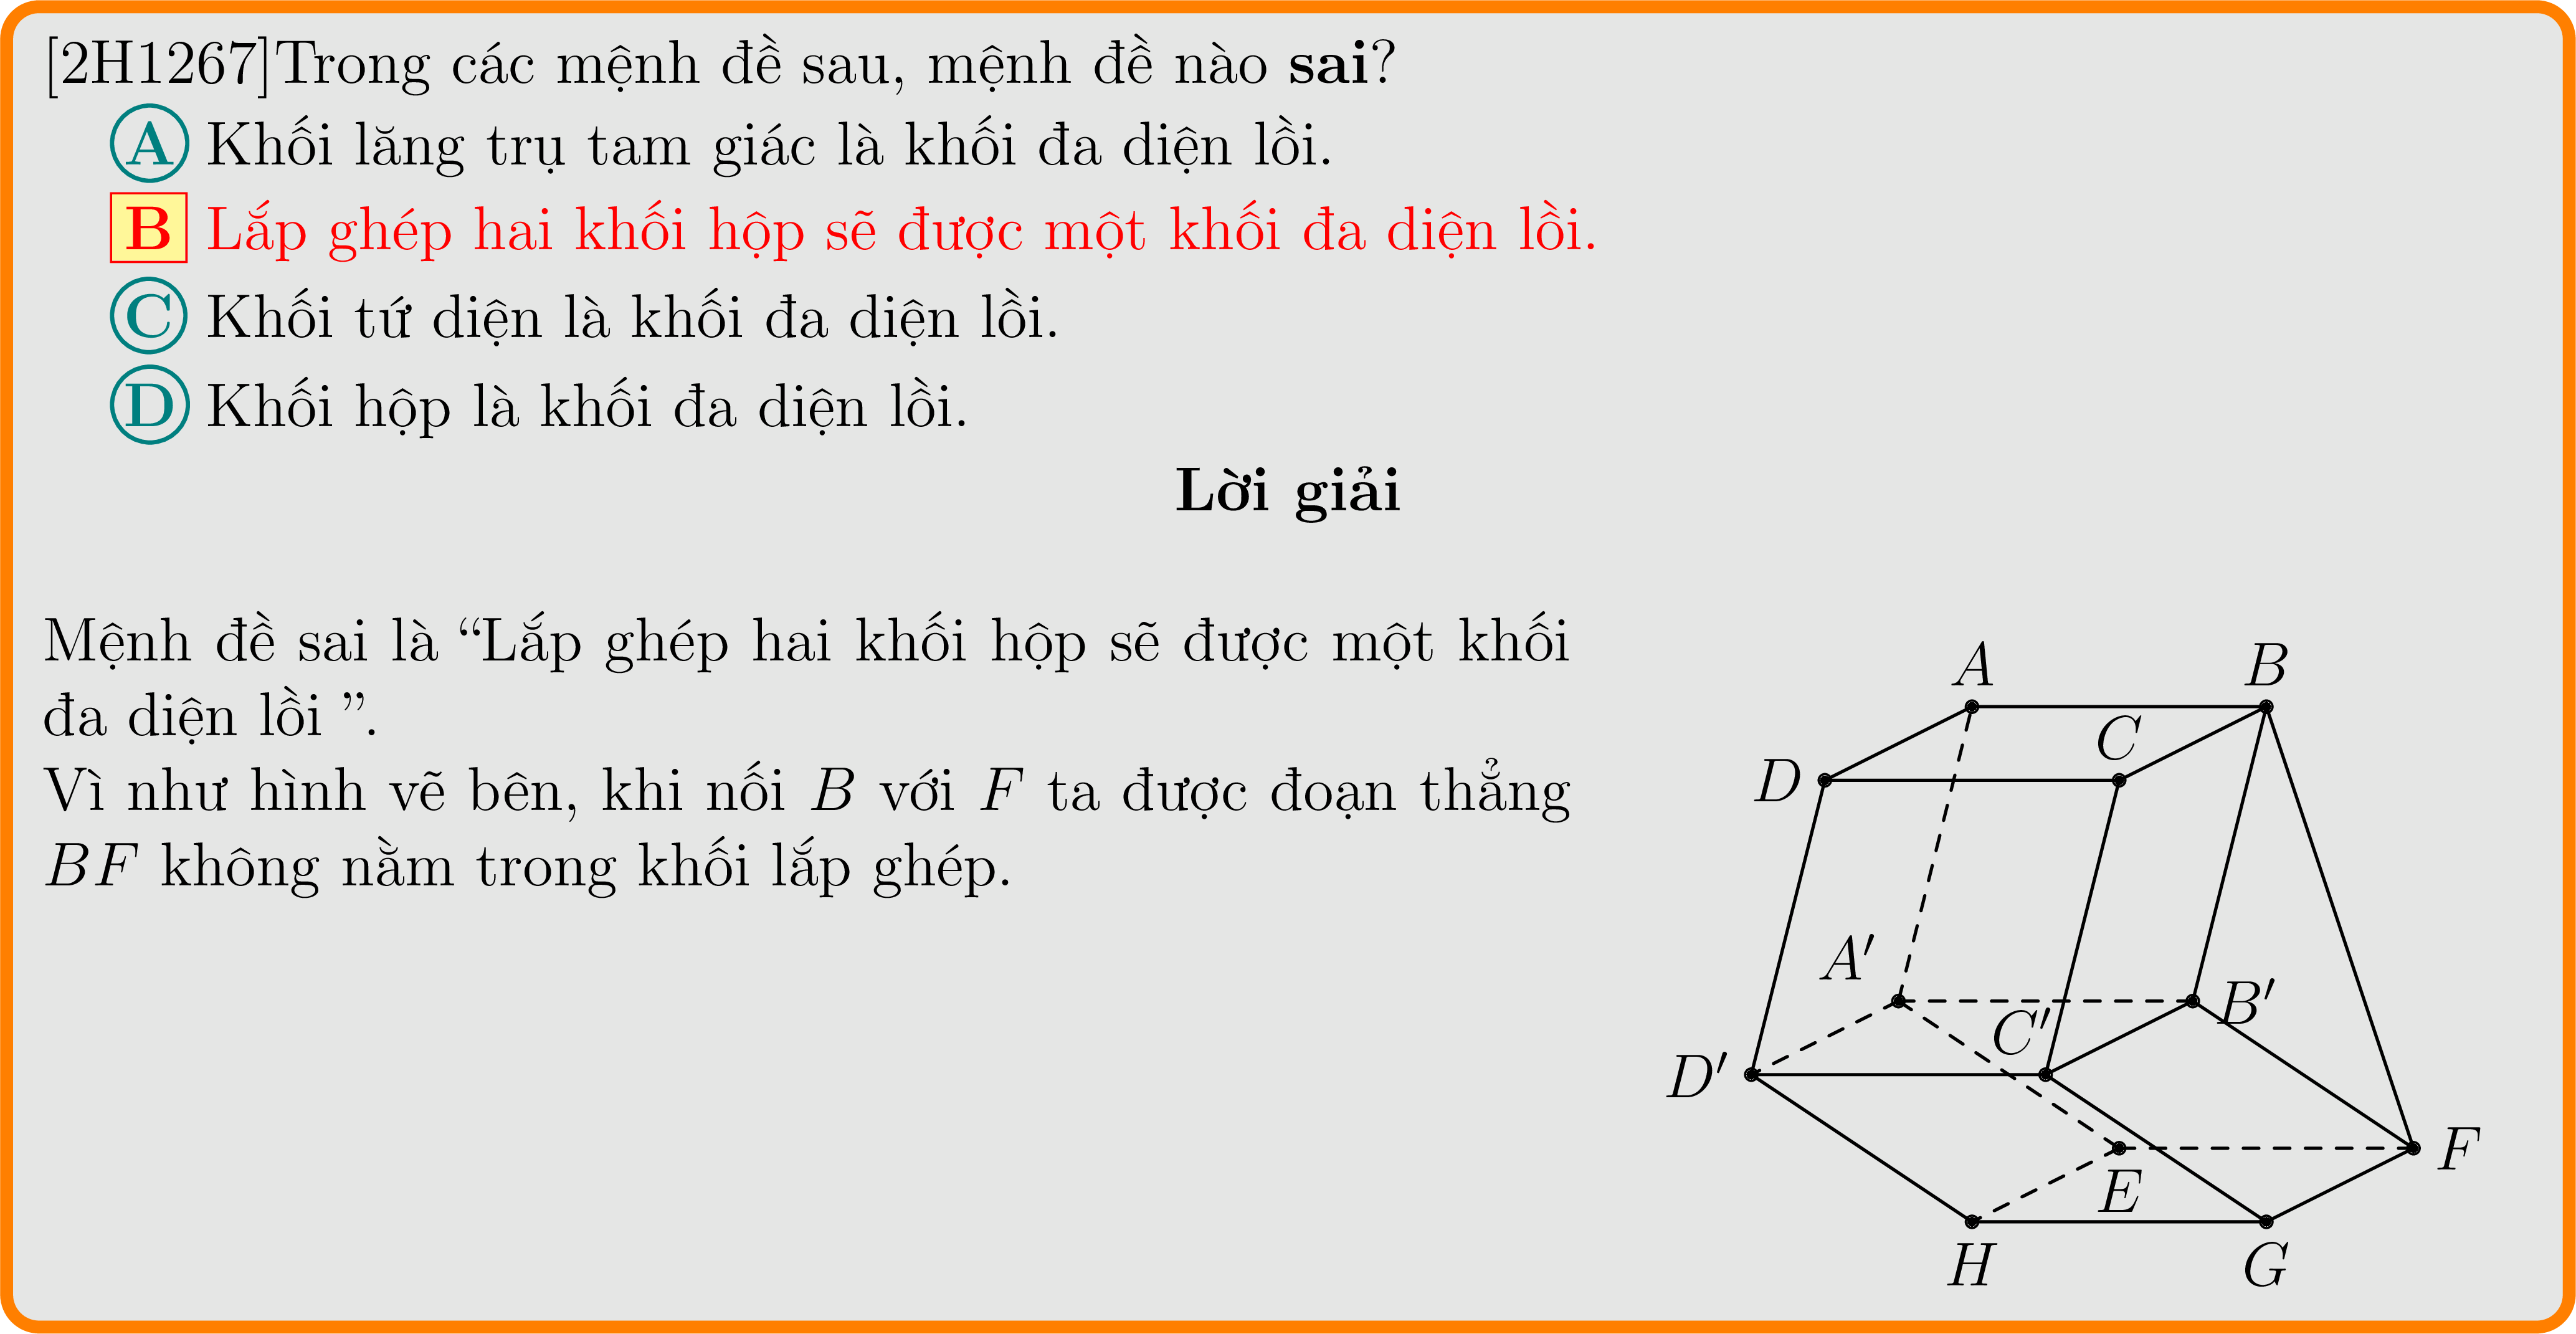 [2H1267]Trong các mệnh đề sau, mệnh đề nào sai?
A Khối lăng trụ tam giác là khối đa diện lồi.
B Lắp ghép hai khối hộp sẽ được một khối đa diện lồi.
C Khối tứ diện là khối đa diện lồi.
D Khối hộp là khối đa diện lồi.
Lời giải
Mệnh đề sai là “Lắp ghép hai khối hộp sẽ được một khối
đa diện lồi ”.
Vì như hình vẽ bên, khi nối B với F ta được đoạn thẳng
BF không nằm trong khối lắp ghép.
A B
C
D
A′
B′
C′
D′
F
E
H G